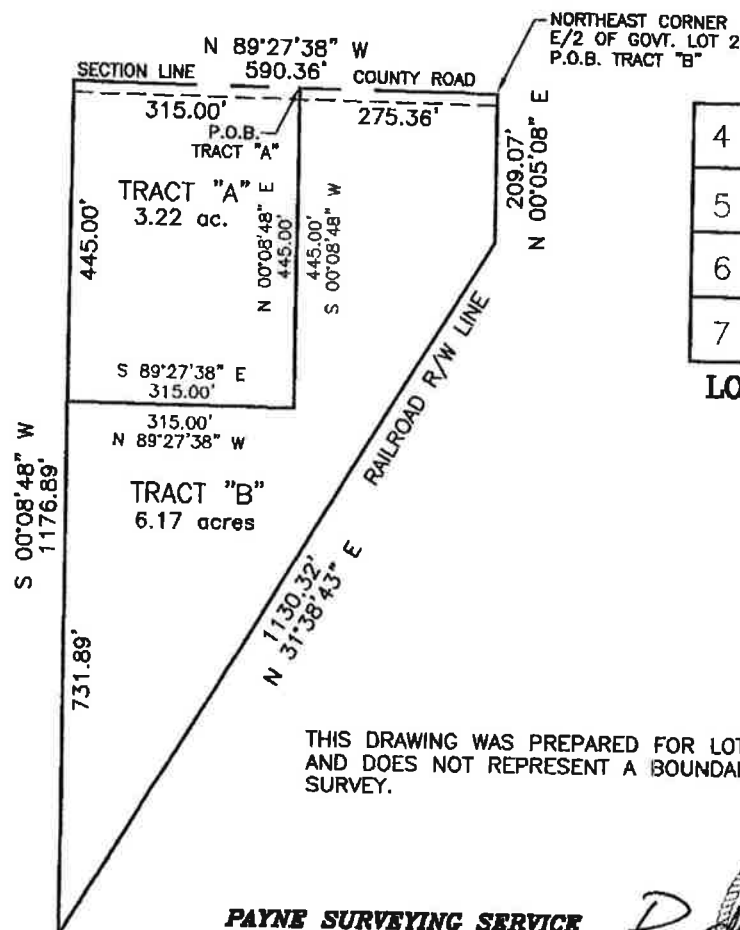 N 89°27'38" W
590.36'
SECTION LINE
COUNTY ROAD
NORTHEAST CORNER
E/2 OF GOVT. LOT 2
P.O.B. TRACT "B"
315.00'
275.36'
P.O.B.
TRACT "A"
TRACT "A"
3.22 ac.
445.00'
N 00°08'48" E
445.00'
445.00'
S 00°08'48" W
209.07'
N 00°05'08" E
4
5
6
7
LO
S 89°27'38" E
315.00'
315.00'
N 89°27'38" W
TRACT "B"
6.17 acres
S 00°08'48" W
1176.89'
731.89'
RAILROAD R/W LINE
1130.32'
N 31°38'43" E
THIS DRAWING WAS PREPARED FOR LOT
AND DOES NOT REPRESENT A BOUNDA
SURVEY.
PAYNE SURVEYING SERVICE